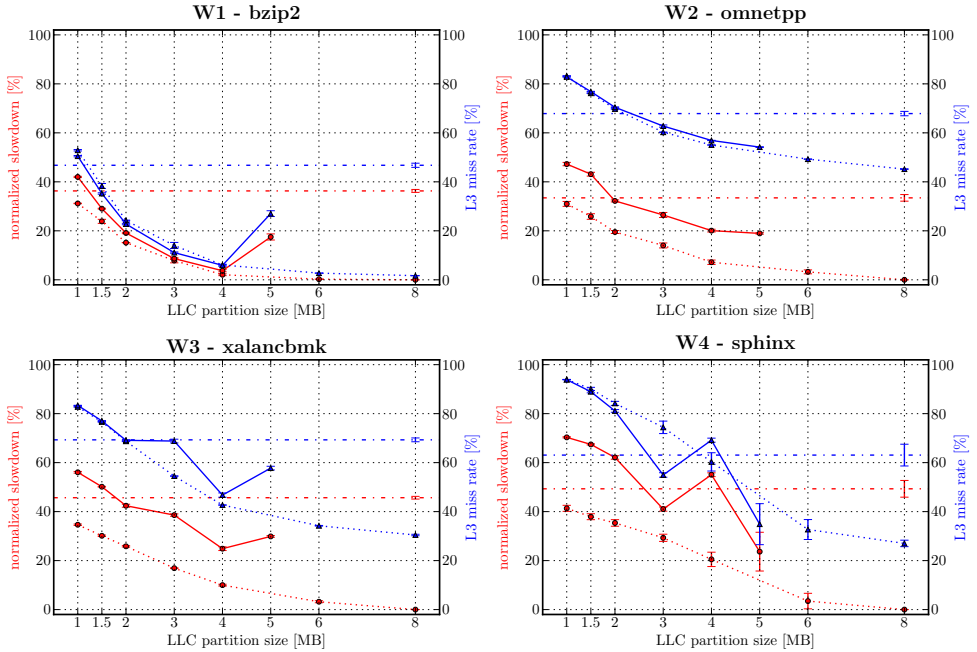 W1 - bzip2
100
80
60
40
20
0
normalized slowdown [%]
1 1.5 2 3 4 5 6 8
LLC partition size [MB]
100
80
60
40
20
0
L3 miss rate [%]
W2 - omnetpp
100
80
60
40
20
0
normalized slowdown [%]
1 1.5 2 3 4 5 6 8
LLC partition size [MB]
100
80
60
40
20
0
L3 miss rate [%]
W3 - xalancbmk
100
80
60
40
20
0
normalized slowdown [%]
1 1.5 2 3 4 5 6 8
LLC partition size [MB]
100
80
60
40
20
0
L3 miss rate [%]
W4 - sphinx
100
80
60
40
20
0
normalized slowdown [%]
1 1.5 2 3 4 5 6 8
LLC partition size [MB]
100
80
60
40
20
0
L3 miss rate [%]